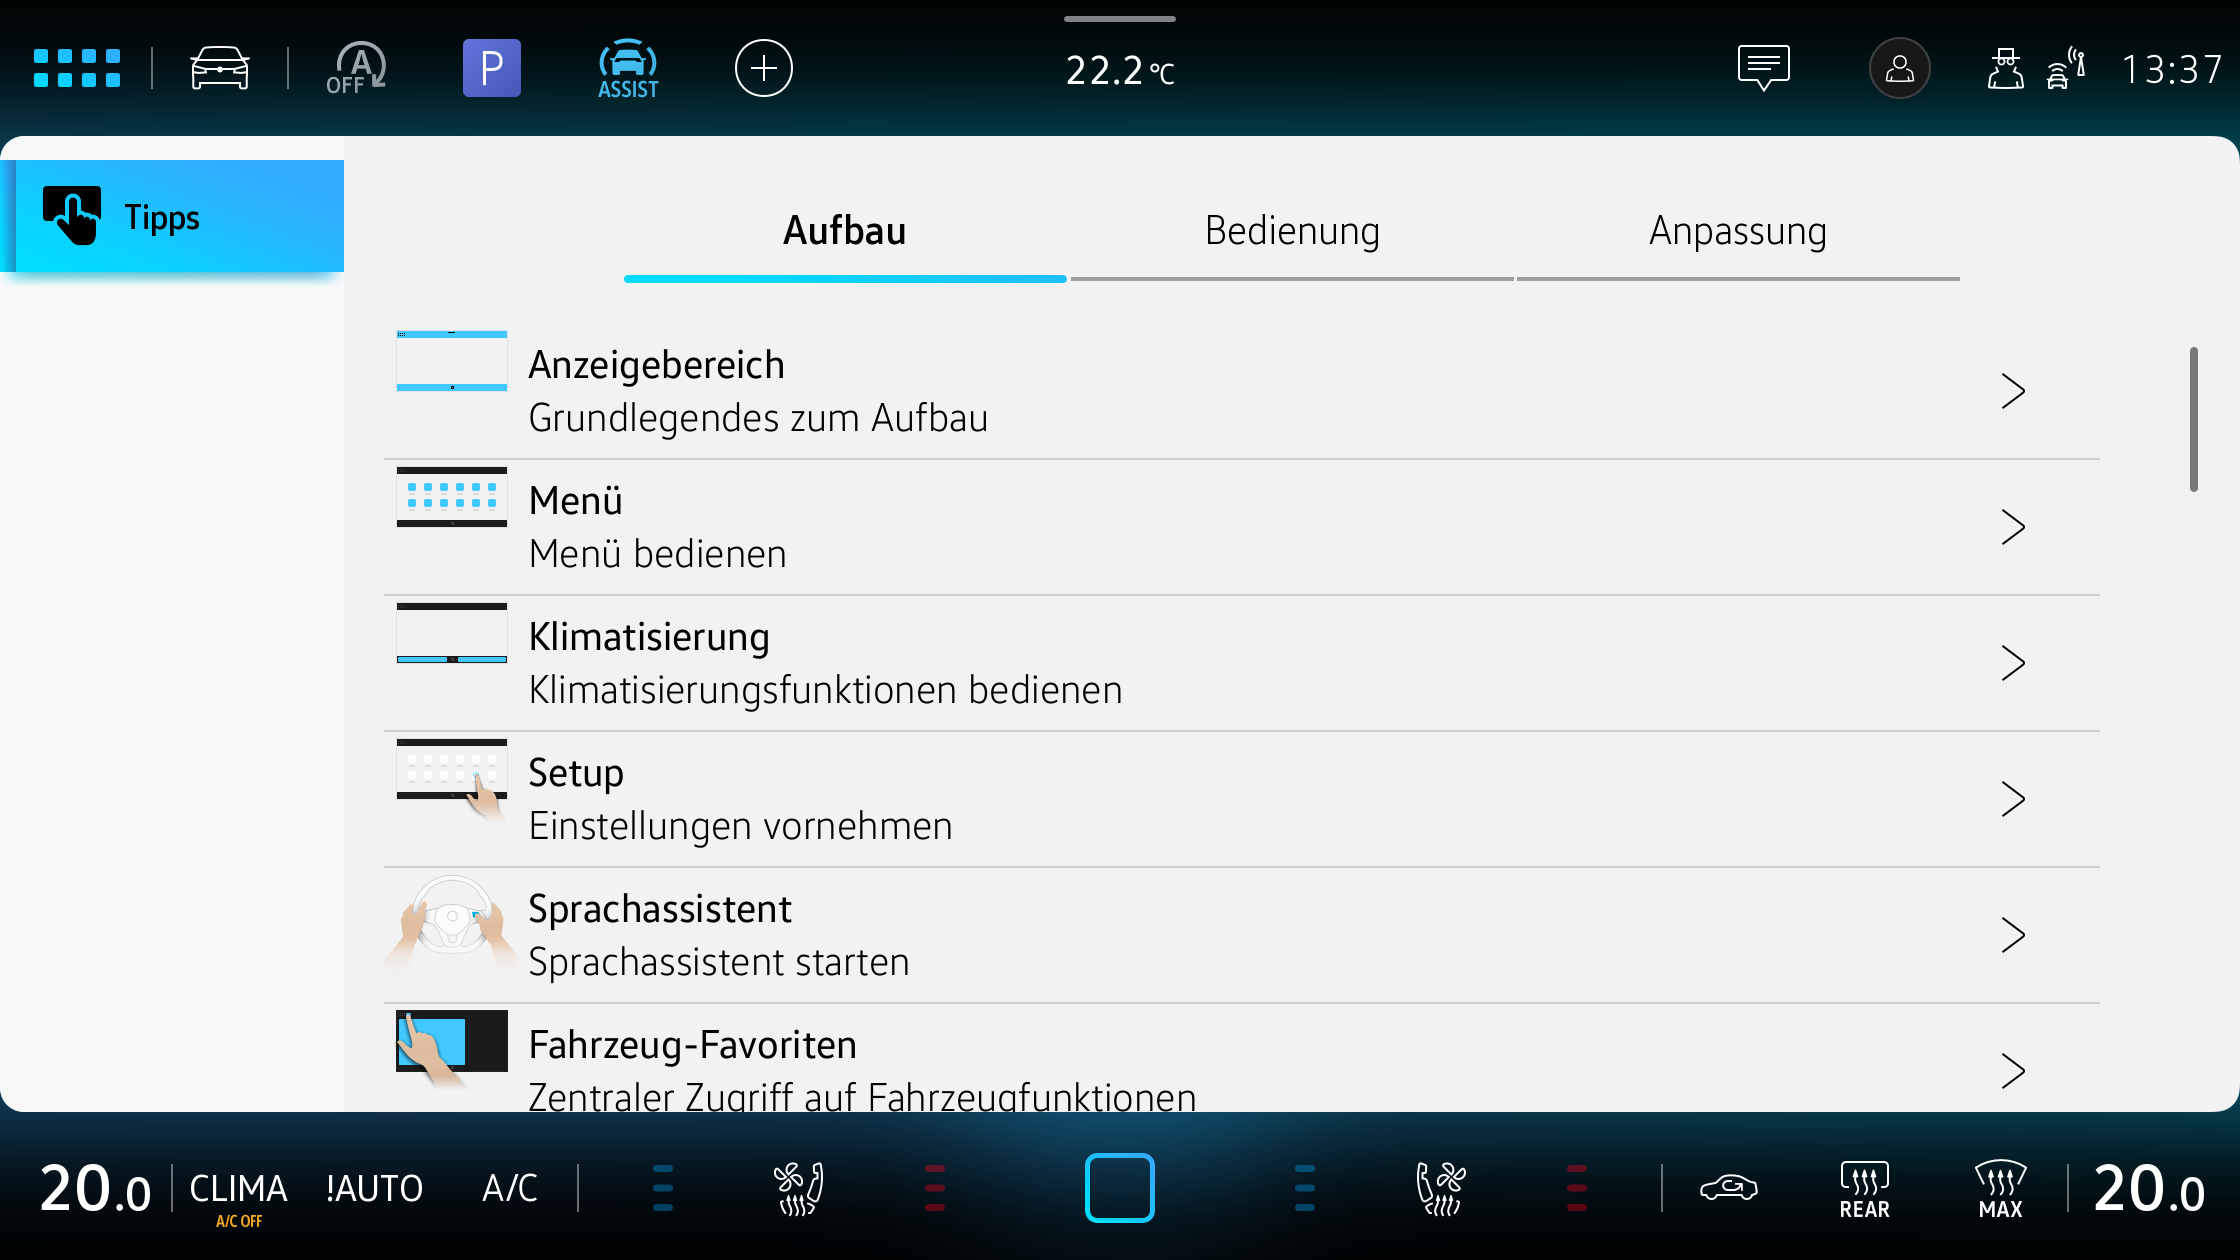 A
OFF
P
ASSIST
22.2 °C
13:37
Tipps
Aufbau
Bedienung
Anpassung
Anzeigebereich
Grundlegendes zum Aufbau
Menü
Menü bedienen
Klimatisierung
Klimatisierungsfunktionen bedienen
Setup
Einstellungen vornehmen
Sprachassistent
Sprachassistent starten
Fahrzeug-Favoriten
Zentraler Zugriff auf Fahrzeugfunktionen
20.0
CLIMA
A/C OFF
!AUTO
A/C
REAR
MAX
20.0